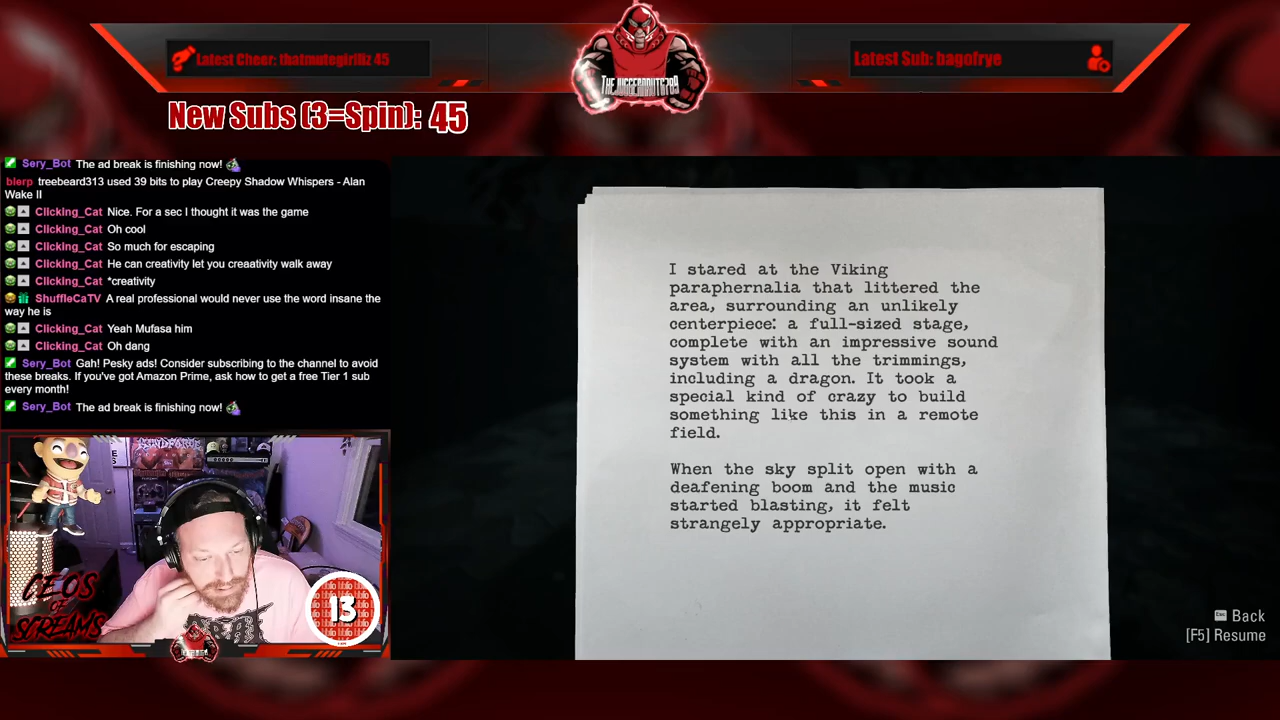 Latest Cheer: thatmutegirlliz 45
THEJUGGERNAUT6789
Latest Sub: bagofrye
New Subs (3=Spin): 45
Sery_Bot The ad break is finishing now!
blerp treebeard313 used 39 bits to play Creepy Shadow Whispers - Alan
Wake II
Clicking_Cat Nice. For a sec I thought it was the game
Clicking_Cat Oh cool
Clicking_Cat So much for escaping
Clicking_Cat He can creativity let you creaativity walk away
Clicking_Cat *creativity
ShuffleCaTV A real professional would never use the word insane the
way he is
Clicking_Cat Yeah Mufasa him
Clicking_Cat Oh dang
Sery_Bot Gah! Pesky ads! Consider subscribing to the channel to avoid
these breaks. If you've got Amazon Prime, ask how to get a free Tier 1 sub
every month!
Sery_Bot The ad break is finishing now!
CEOS
OF
SCREAMS
13
I stared at the Viking
paraphernalia that littered the
area, surrounding an unlikely
centerpiece: a full-sized stage,
complete with an impressive sound
system with all the trimmings,
including a dragon. It took a
special kind of crazy to build
something like this in a remote
field.
When the sky split open with a
deafening boom and the music
started blasting, it felt
strangely appropriate.
Esc Back
[F5] Resume